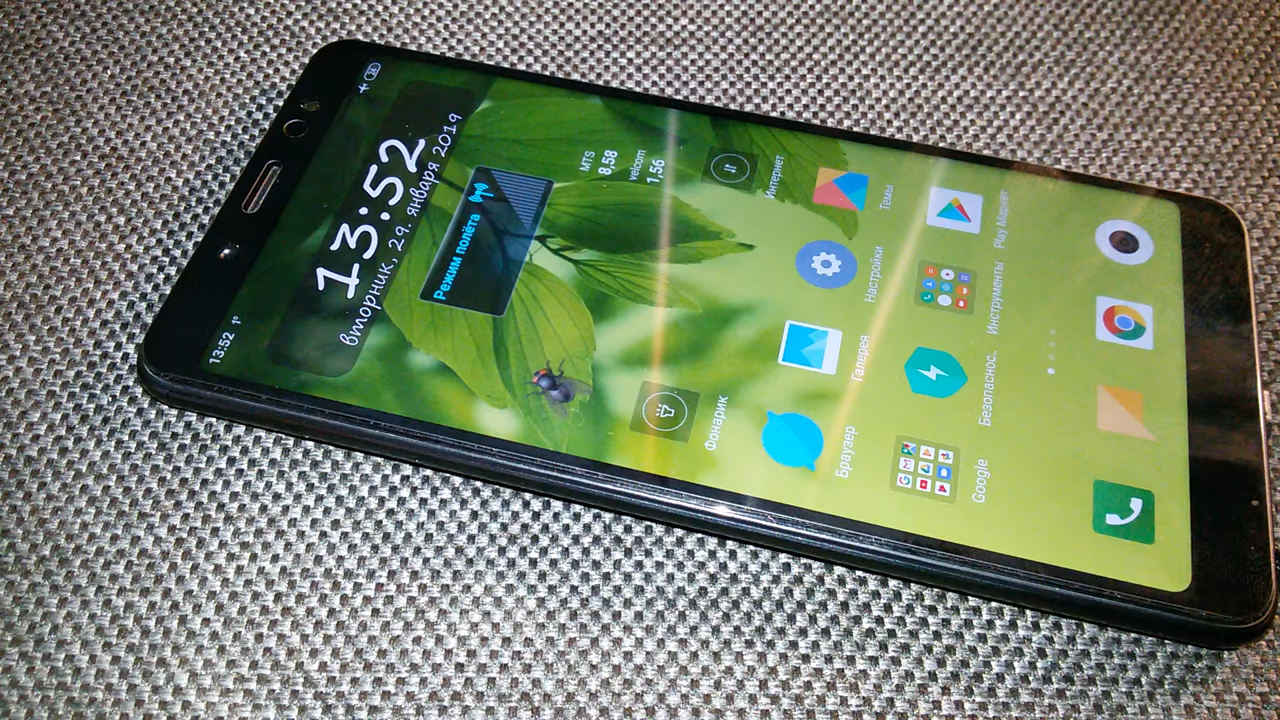 13:52 1°
13:52
вторник, 29. января 2019
Режим полёта
MTS
8,58
velcom
1,56
Фонарик
Интернет
Браузер
Галерея
Настройки
Темы
Google
Безопаснос..
Инструменты
Play Маркет